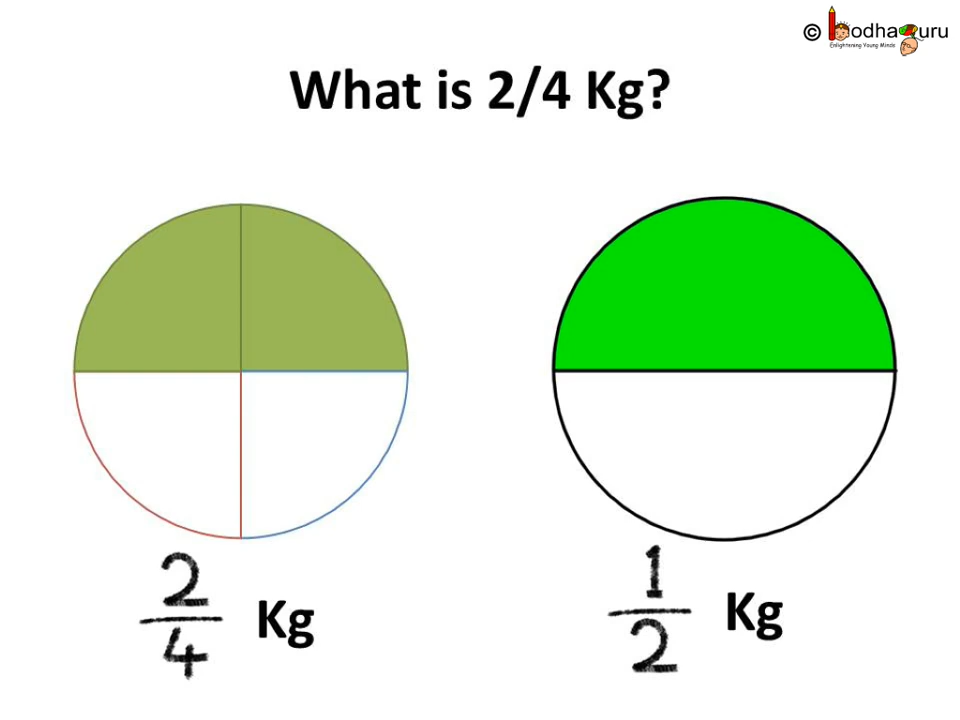 © BodhaGuru
Enlightening Young Minds
What is 2/4 Kg?
2/4 Kg
1/2 Kg